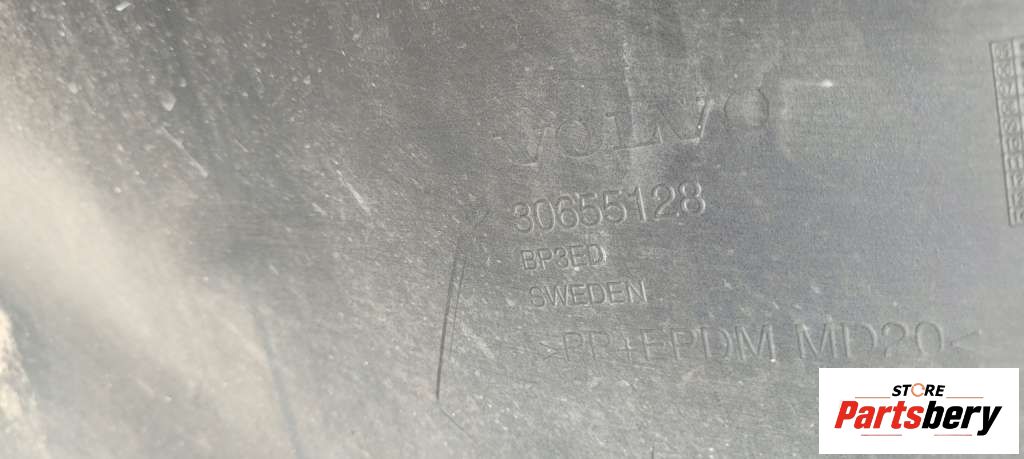 VOLVO
30655128
BP3ED
SWEDEN
>PP+EPDM MD20<
STORE
Partsbery